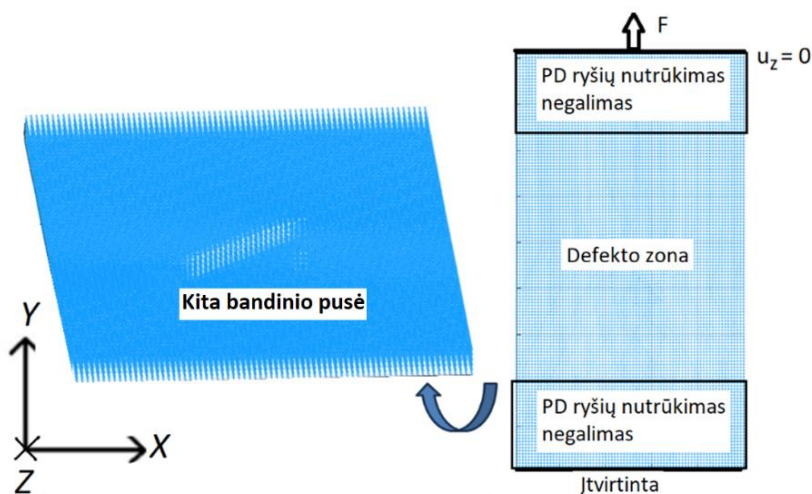 F
u_z = 0
PD ryšių nutrūkimas
negalimas
Defekto zona
Kita bandinio pusė
Y
X
Z
PD ryšių nutrūkimas
negalimas
Įtvirtinta